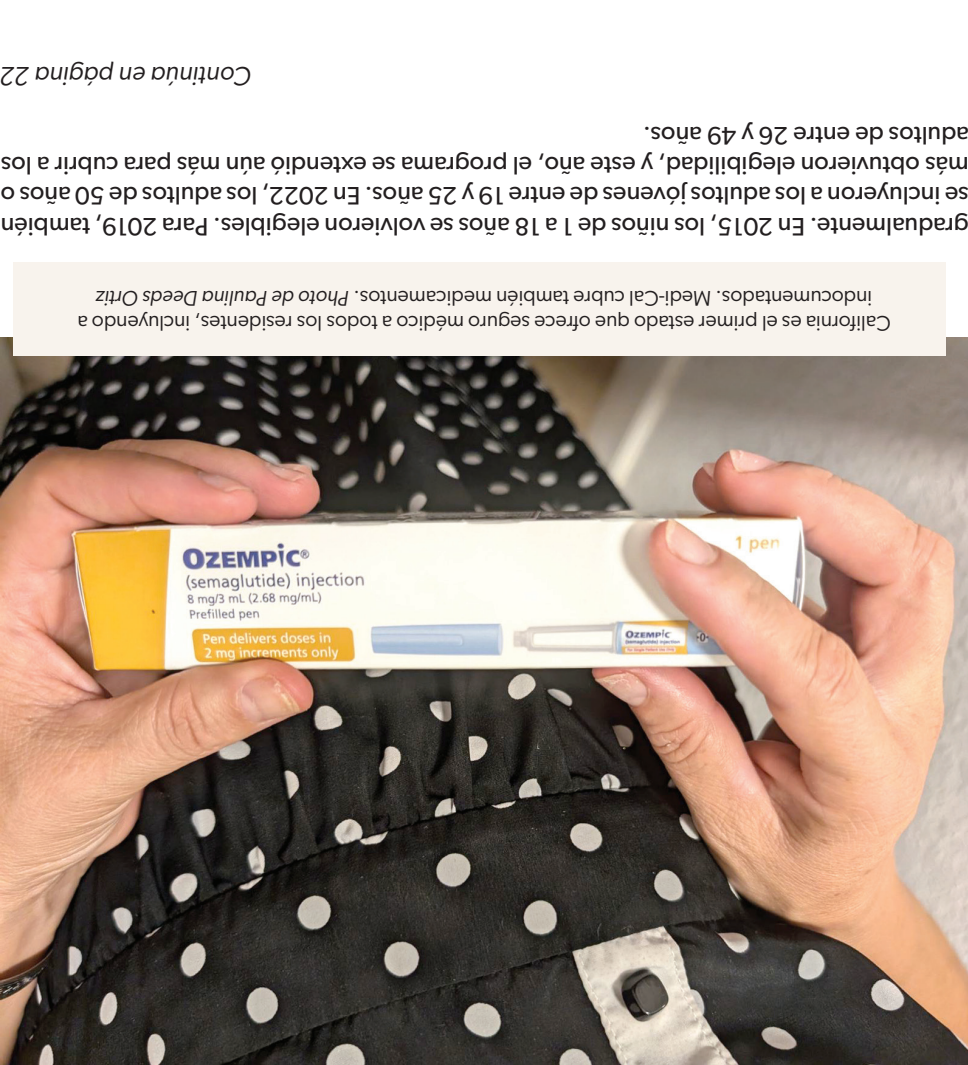 OZEMPIC®
(semaglutide) injection
8 mg/3 mL (2.68 mg/mL)
Prefilled pen
Pen delivers doses in
2 mg increments only
1 pen
OZEMPIC
(semaglutide) injection
California es el primer estado que ofrece seguro médico a todos los residentes, incluyendo a
indocumentados. Medi-Cal cubre también medicamentos. Photo de Paulina Deeds Ortiz
gradualmente. En 2015, los niños de 1 a 18 años se volvieron elegibles. Para 2019, también
se incluyeron a los adultos jóvenes de entre 19 y 25 años. En 2022, los adultos de 50 años o
más obtuvieron elegibilidad, y este año, el programa se extendió aún más para cubrir a los
adultos de entre 26 y 49 años.
Continúa en página 22